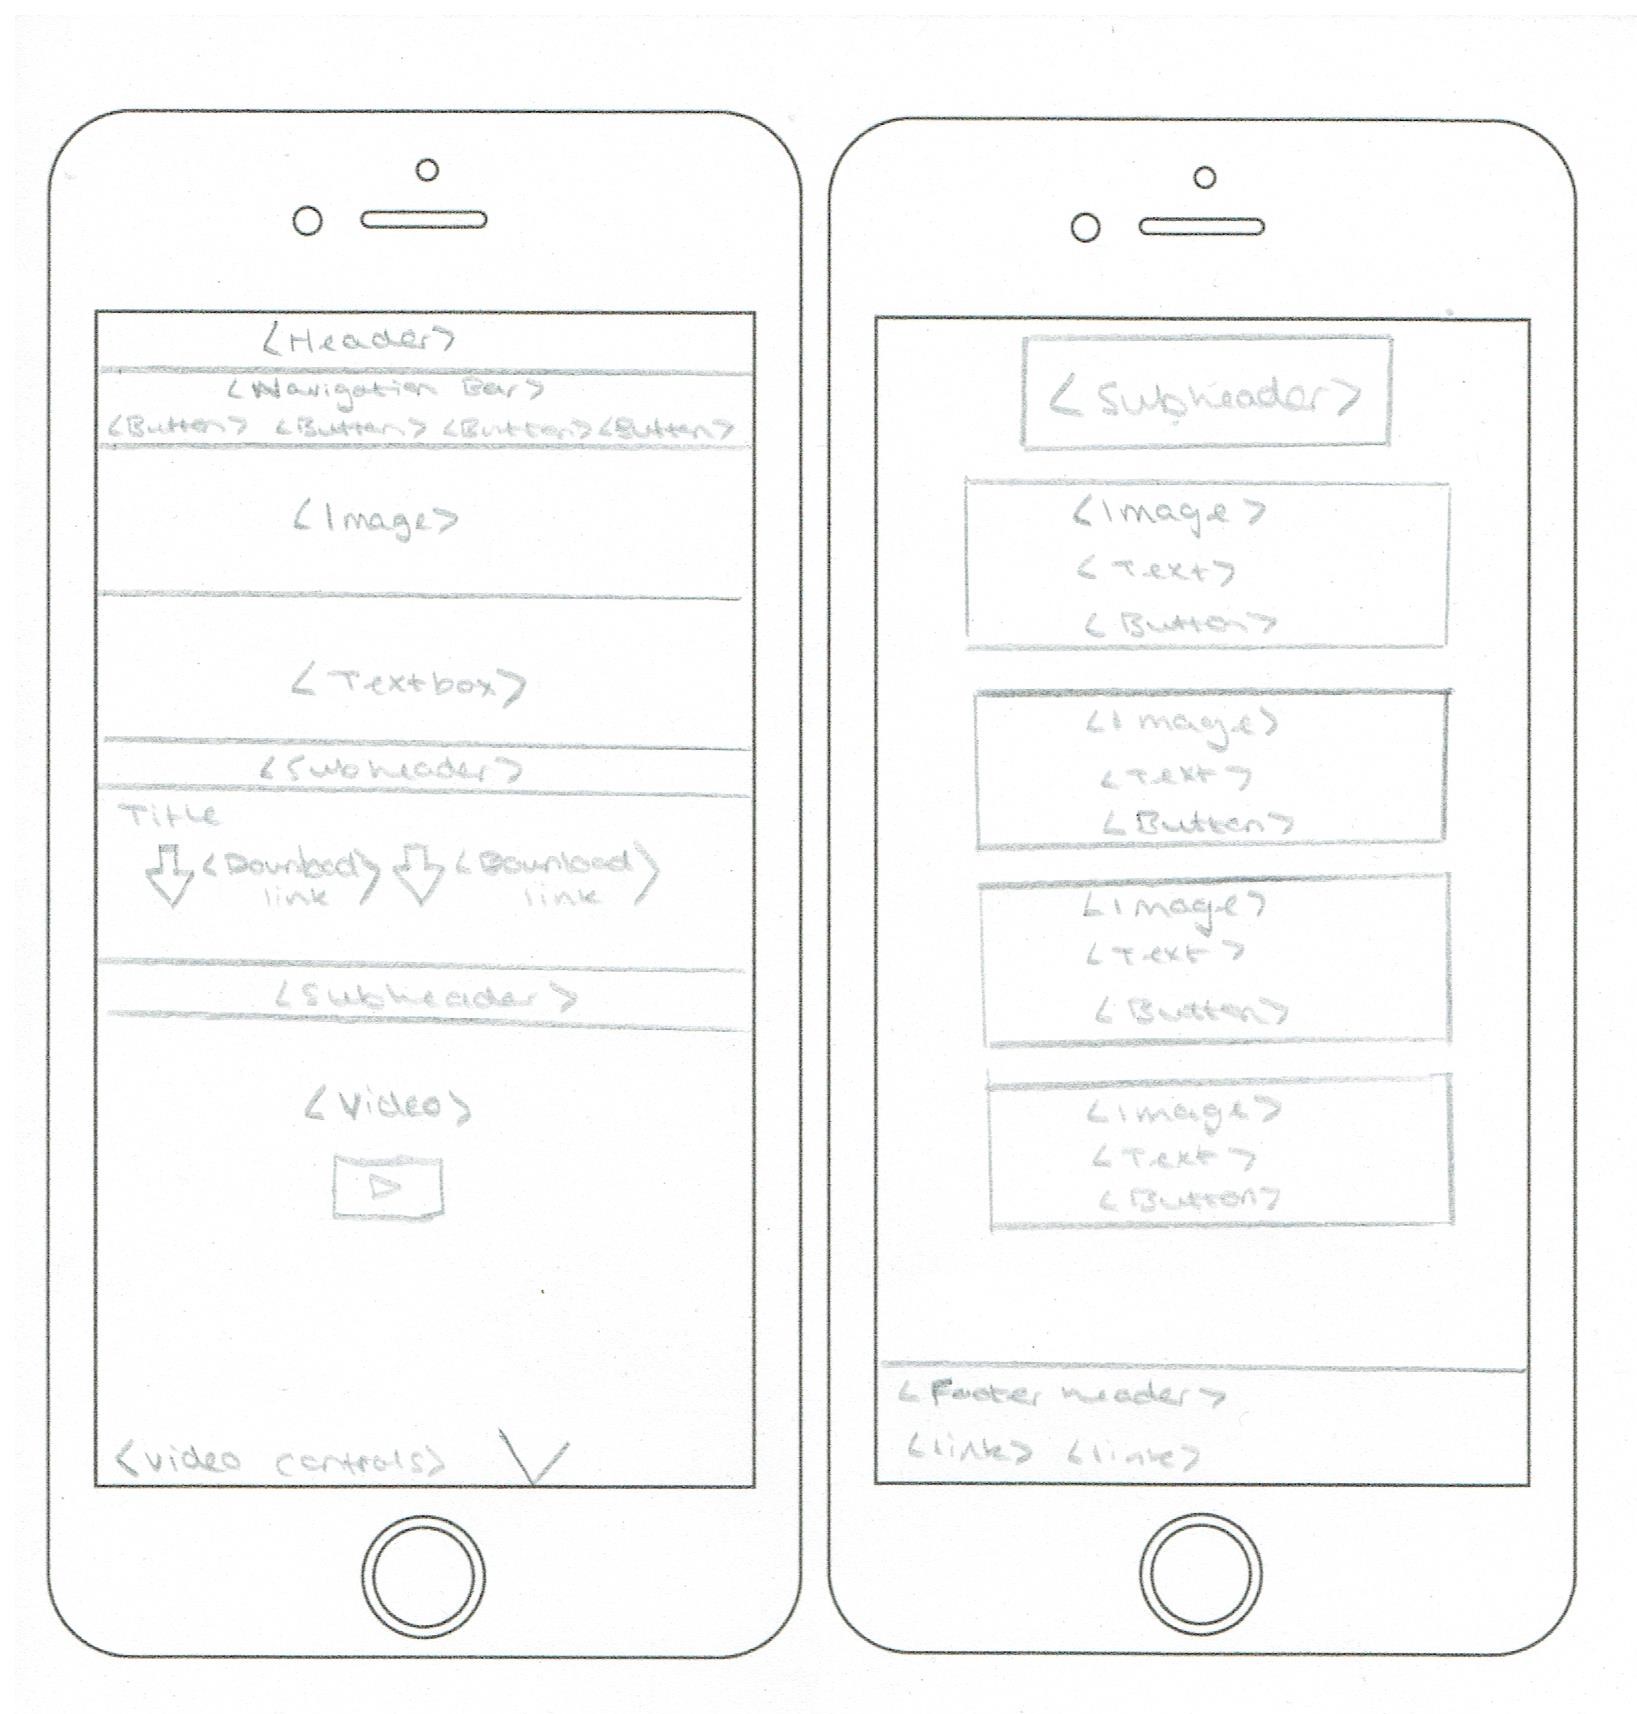 <Header>
<Navigation Bar>
<Button> <Button> <Button> <Button>
<Image>
<Textbox>
<Subheader>
Title
<Download link> <Download link>
<Subheader>
<Video>
<video controls>
<Subheader>
<Image>
<Text>
<Button>
<Image>
<Text>
<Button>
<Image>
<Text>
<Button>
<Image>
<Text>
<Button>
<Footer header>
<link> <link>